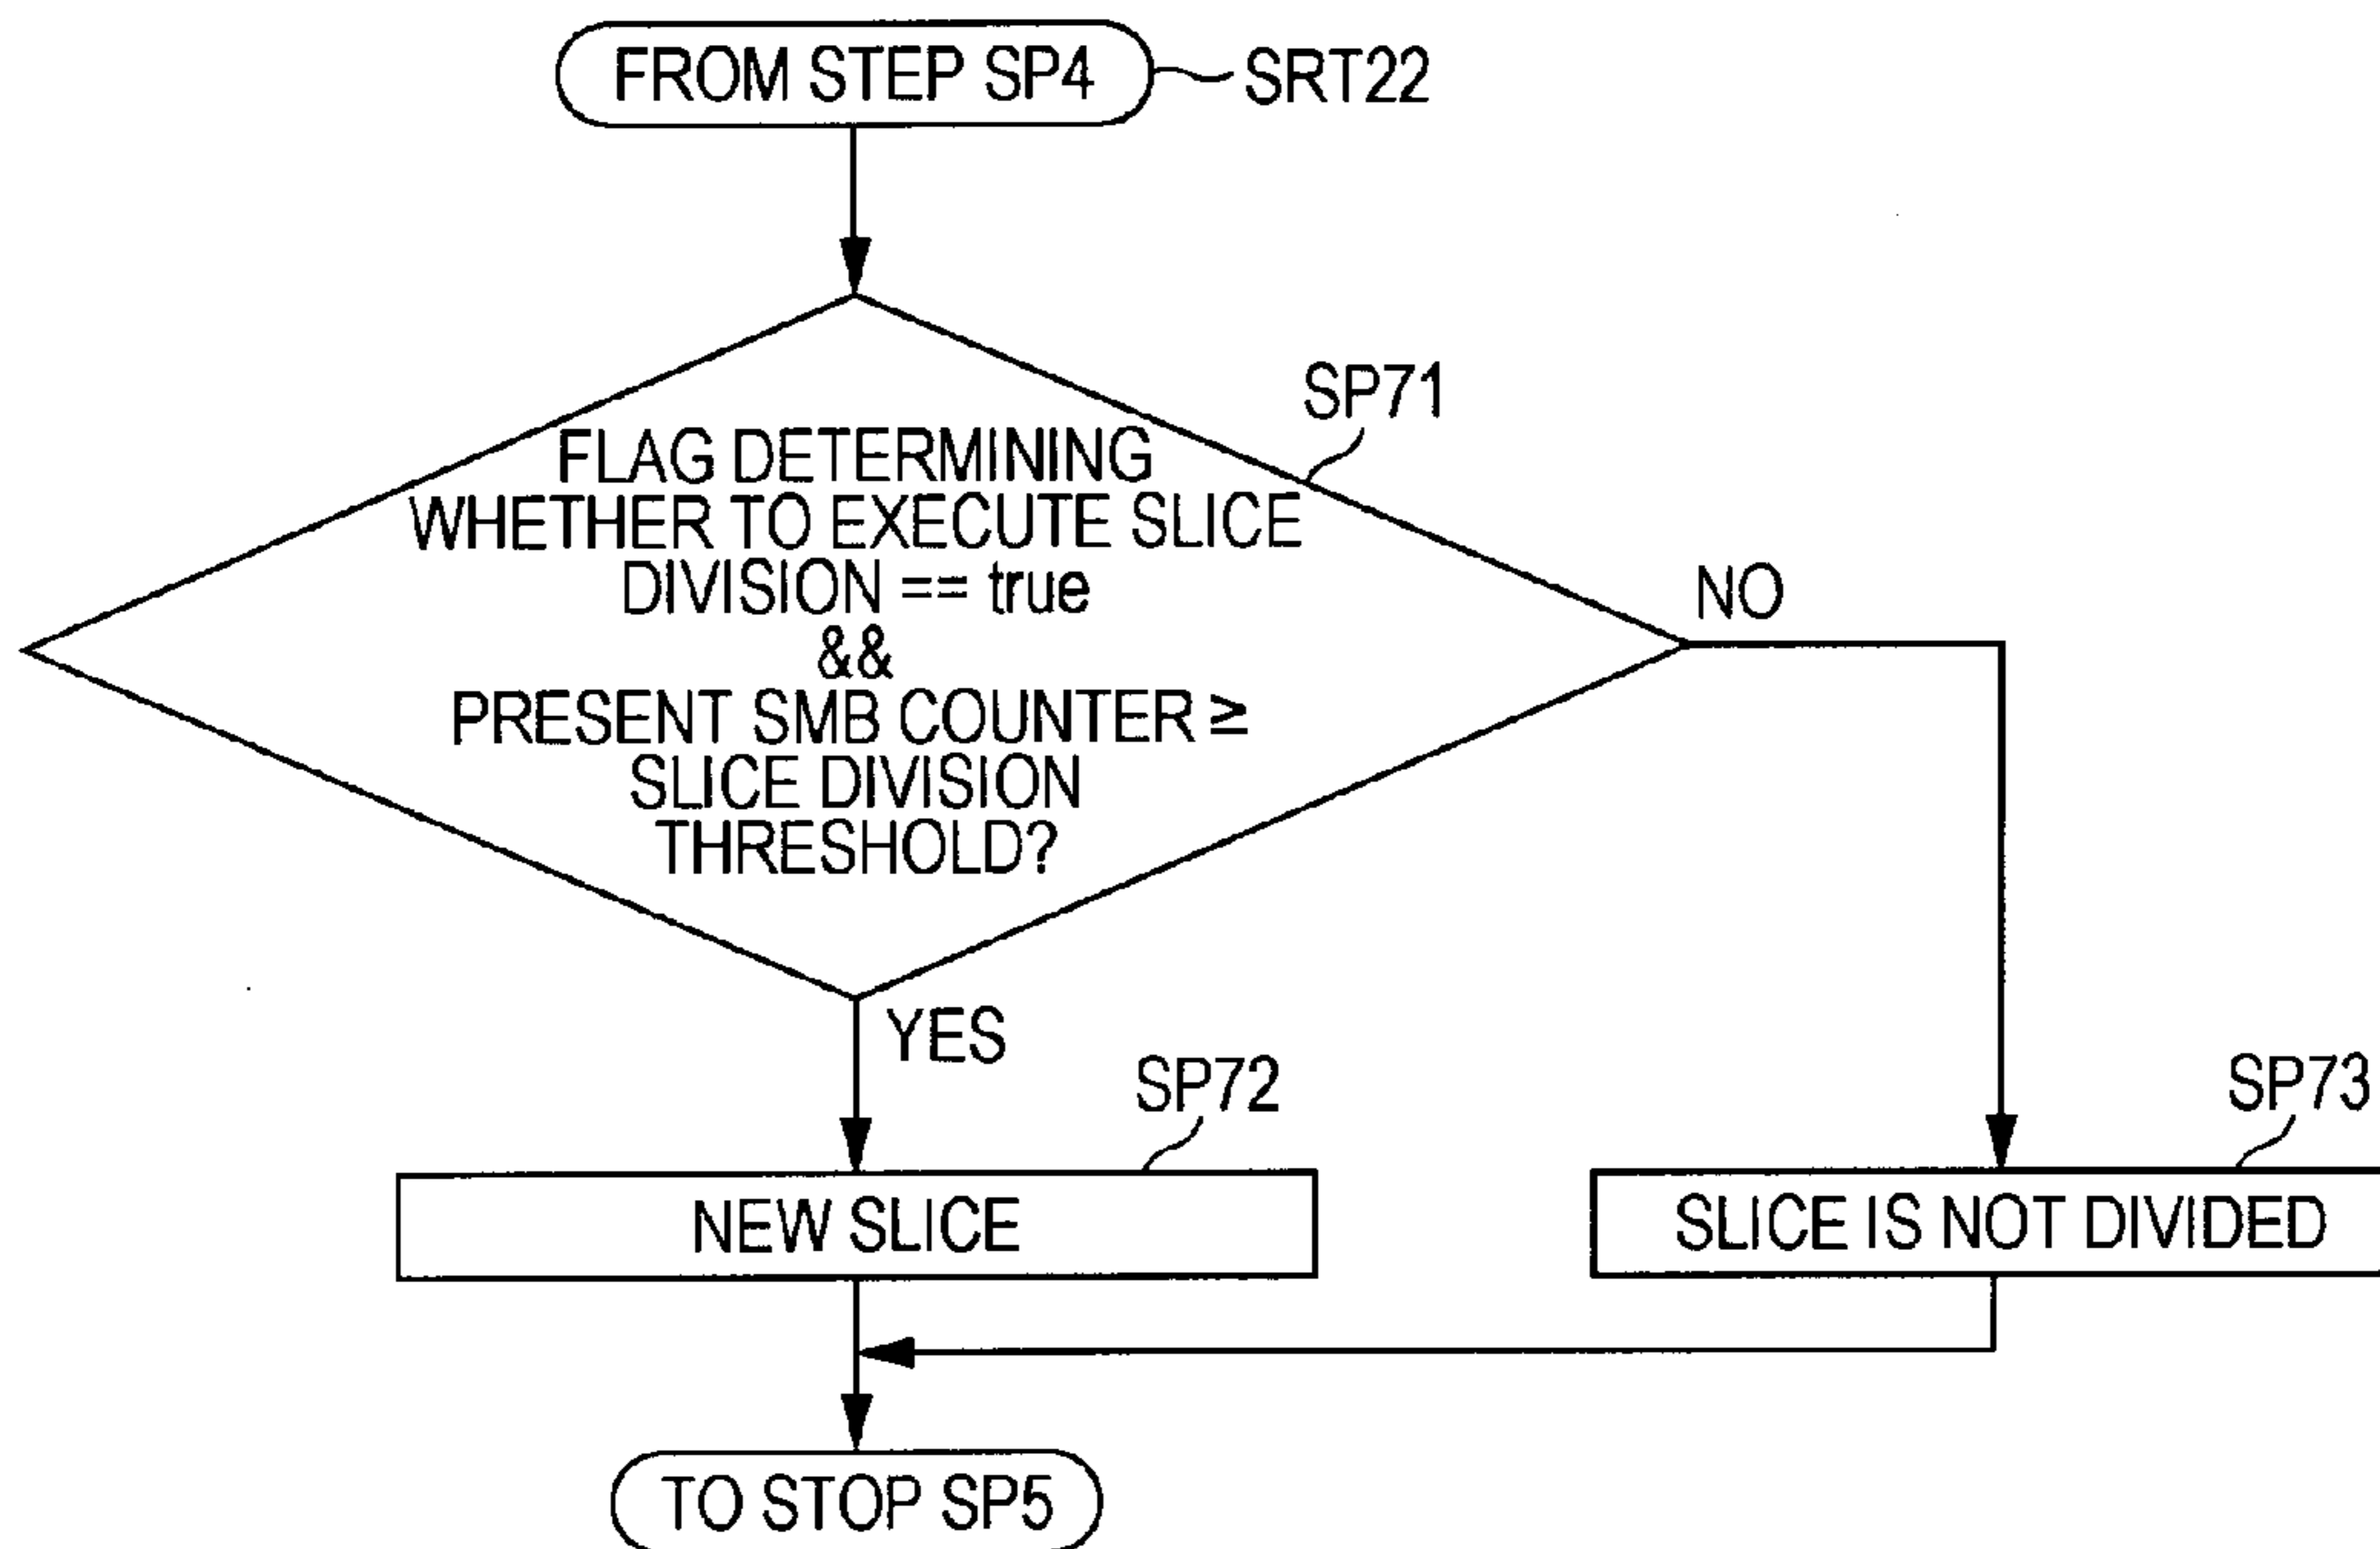 FROM STEP SP4
SRT22
SP71
FLAG DETERMINING
WHETHER TO EXECUTE SLICE
DIVISION == true
&&
PRESENT SMB COUNTER ≥
SLICE DIVISION
THRESHOLD?
NO
YES
SP72
SP73
NEW SLICE
SLICE IS NOT DIVIDED
TO STOP SP5